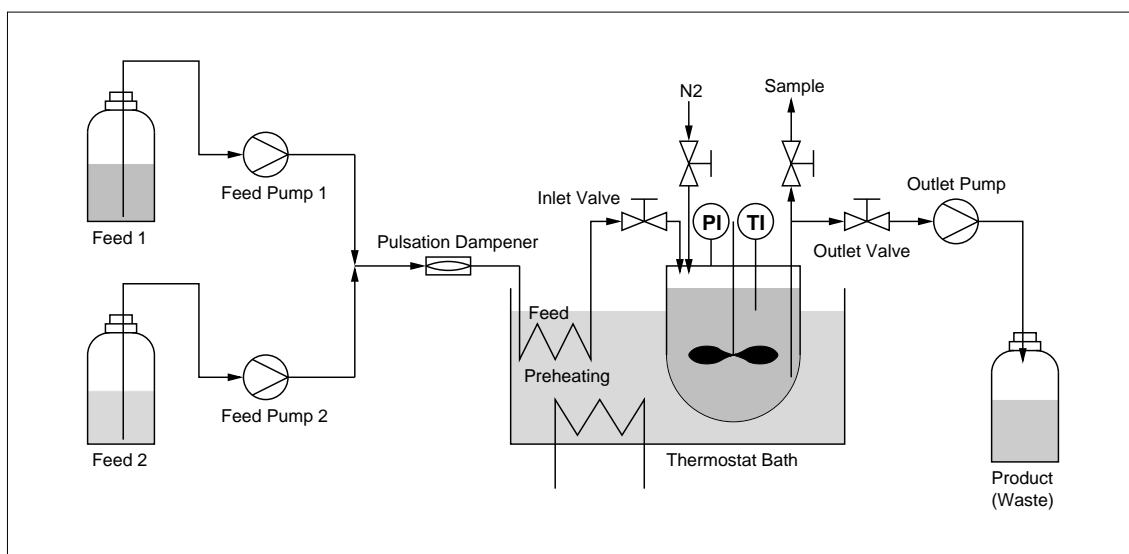 N2
Sample
Feed Pump 1
Feed 1
Inlet Valve
PI
TI
Outlet Pump
Outlet Valve
Pulsation Dampener
Feed
Preheating
Feed Pump 2
Feed 2
Thermostat Bath
Product
(Waste)